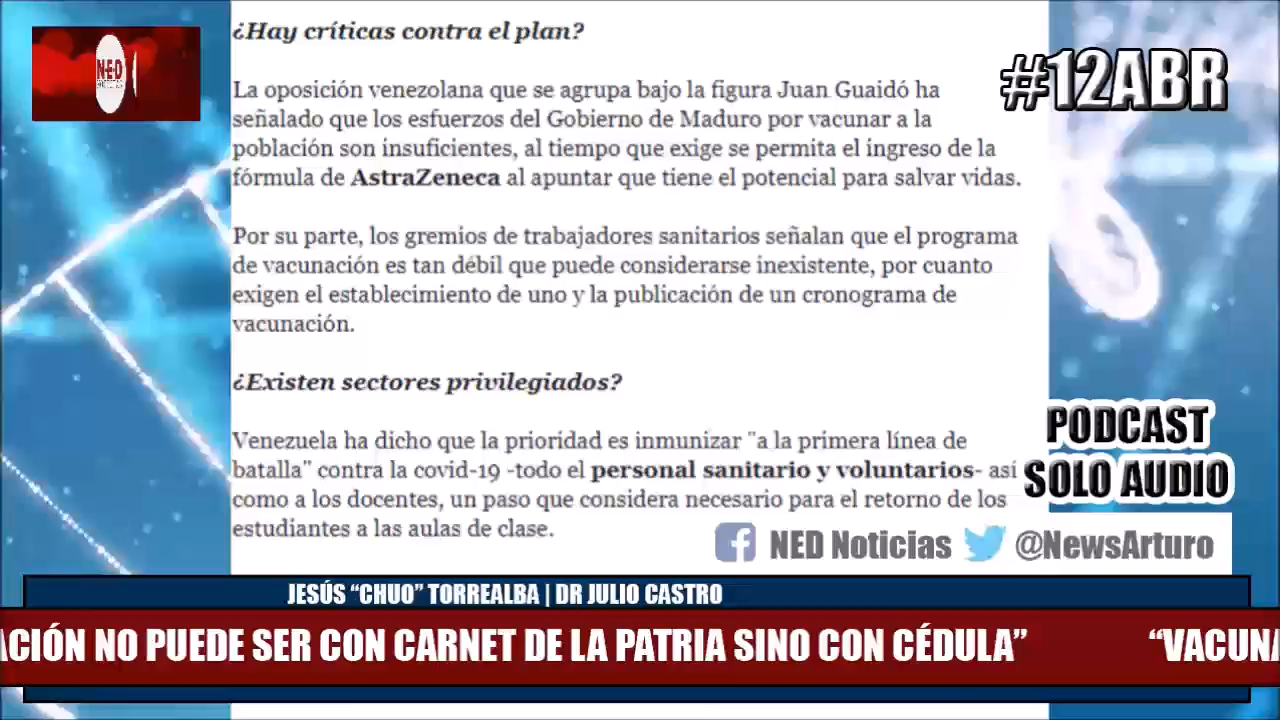 NED
#12ABR
¿Hay críticas contra el plan?
La oposición venezolana que se agrupa bajo la figura Juan Guaidó ha
señalado que los esfuerzos del Gobierno de Maduro por vacunar a la
población son insuficientes, al tiempo que exige se permita el ingreso de la
fórmula de AstraZeneca al apuntar que tiene el potencial para salvar vidas.
Por su parte, los gremios de trabajadores sanitarios señalan que el programa
de vacunación es tan débil que puede considerarse inexistente, por cuanto
exigen el establecimiento de uno y la publicación de un cronograma de
vacunación.
¿Existen sectores privilegiados?
Venezuela ha dicho que la prioridad es inmunizar "a la primera línea de
batalla" contra la covid-19 -todo el personal sanitario y voluntarios- así
como a los docentes, un paso que considera necesario para el retorno de los
estudiantes a las aulas de clase.
PODCAST
SOLO AUDIO
NED Noticias @NewsArturo
JESÚS “CHUO” TORREALBA | DR JULIO CASTRO
ACIÓN NO PUEDE SER CON CARNET DE LA PATRIA SINO CON CÉDULA” “VACUNA